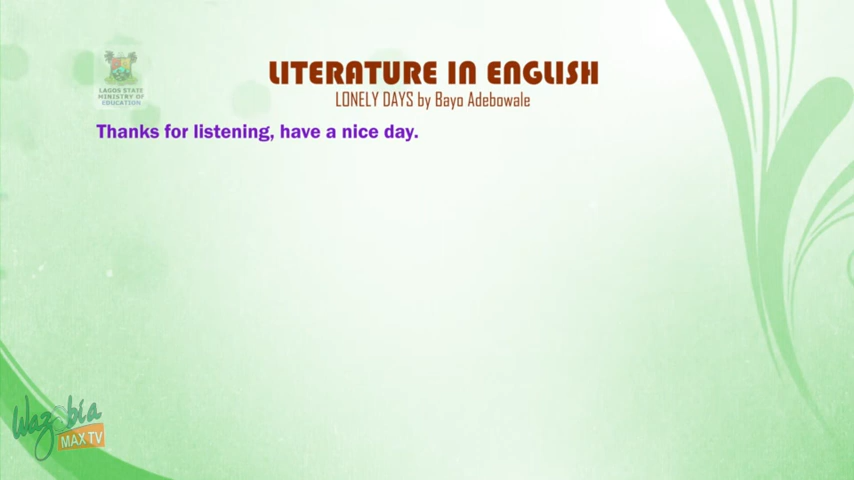 LITERATURE IN ENGLISH
LONELY DAYS by Bayo Adebowale
LAGOS STATE
MINISTRY OF
EDUCATION
Thanks for listening, have a nice day.
Wazobia
MAX TV